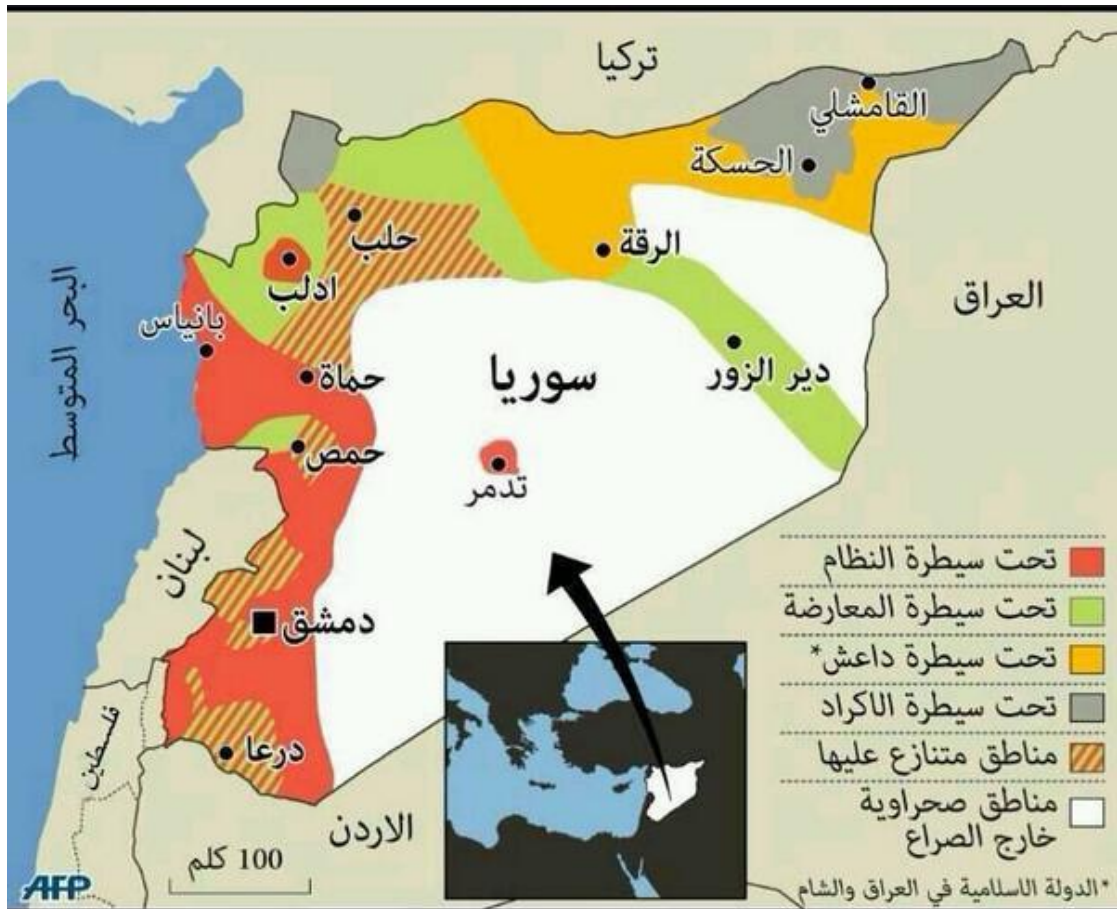 تركيا
القامشلي
الحسكة
حلب
الرقة
ادلب
العراق
البحر المتوسط
بانياس
دير الزور
سوريا
حماة
حمص
تدمر
لبنان
دمشق
فلسطين
درعا
الاردن
100 كلم
AFP
تحت سيطرة النظام
تحت سيطرة المعارضة
تحت سيطرة داعش*
تحت سيطرة الاكراد
مناطق متنازع عليها
مناطق صحراوية
خارج الصراع
*الدولة الاسلامية في العراق والشام